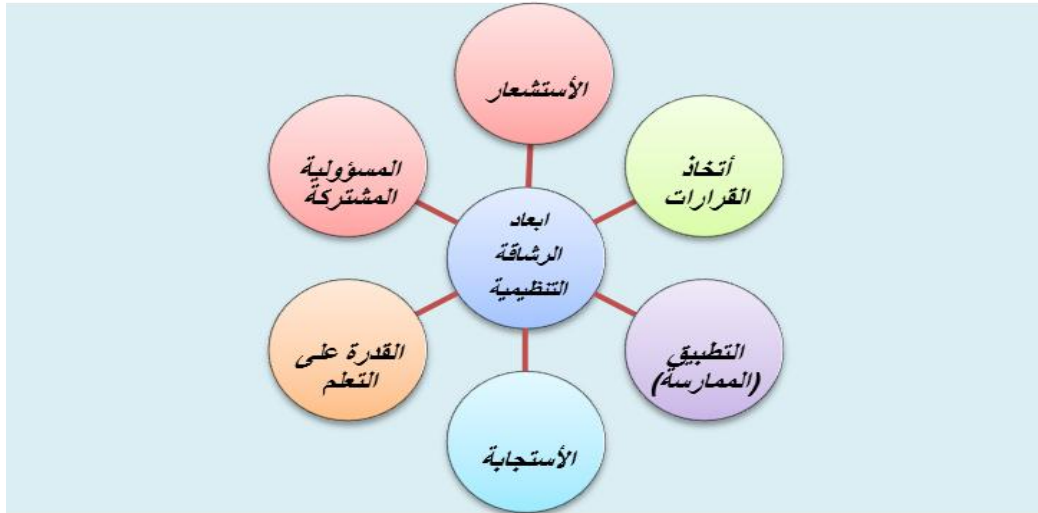 الأستشعار
أتخاذ
القرارات
المسؤولية
المشتركة
ابعاد
الرشاقة
التنظيمية
التطبيق
(الممارسة)
القدرة على
التعلم
الأستجابة